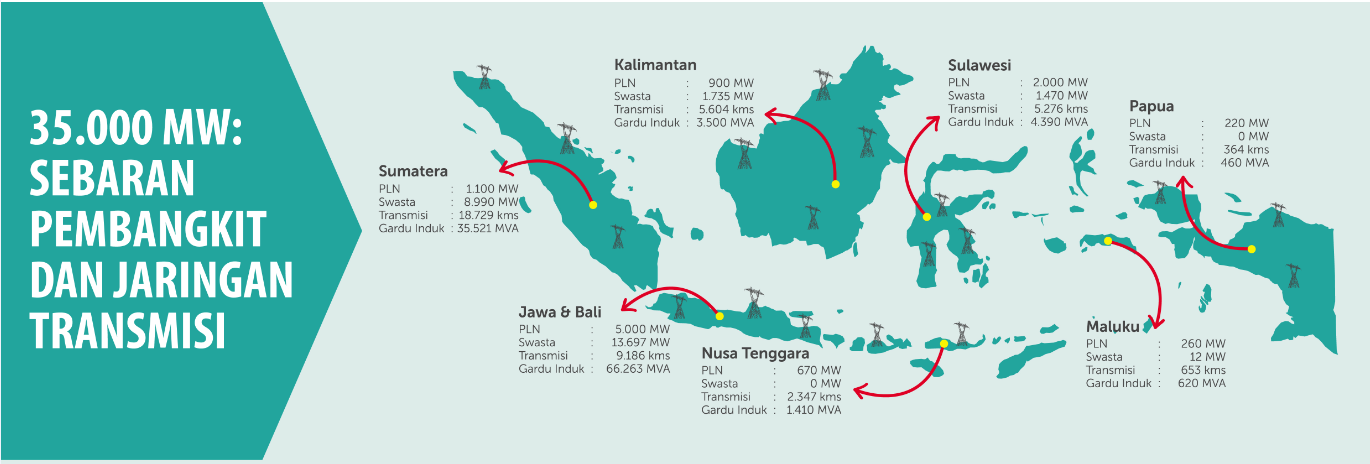 35.000 MW:
SEBARAN
PEMBANGKIT
DAN JARINGAN
TRANSMISI
Sumatera
PLN : 1.100 MW
Swasta : 8.990 MW
Transmisi : 18.729 kms
Gardu Induk : 35.521 MVA
Kalimantan
PLN : 900 MW
Swasta : 1.735 MW
Transmisi : 5.604 kms
Gardu Induk : 3.500 MVA
Sulawesi
PLN : 2.000 MW
Swasta : 1.470 MW
Transmisi : 5.276 kms
Gardu Induk : 4.390 MVA
Papua
PLN : 220 MW
Swasta : 0 MW
Transmisi : 364 kms
Gardu Induk : 460 MVA
Jawa & Bali
PLN : 5.000 MW
Swasta : 13.697 MW
Transmisi : 9.186 kms
Gardu Induk : 66.263 MVA
Nusa Tenggara
PLN : 670 MW
Swasta : 0 MW
Transmisi : 2.347 kms
Gardu Induk : 1.410 MVA
Maluku
PLN : 260 MW
Swasta : 12 MW
Transmisi : 653 kms
Gardu Induk : 620 MVA